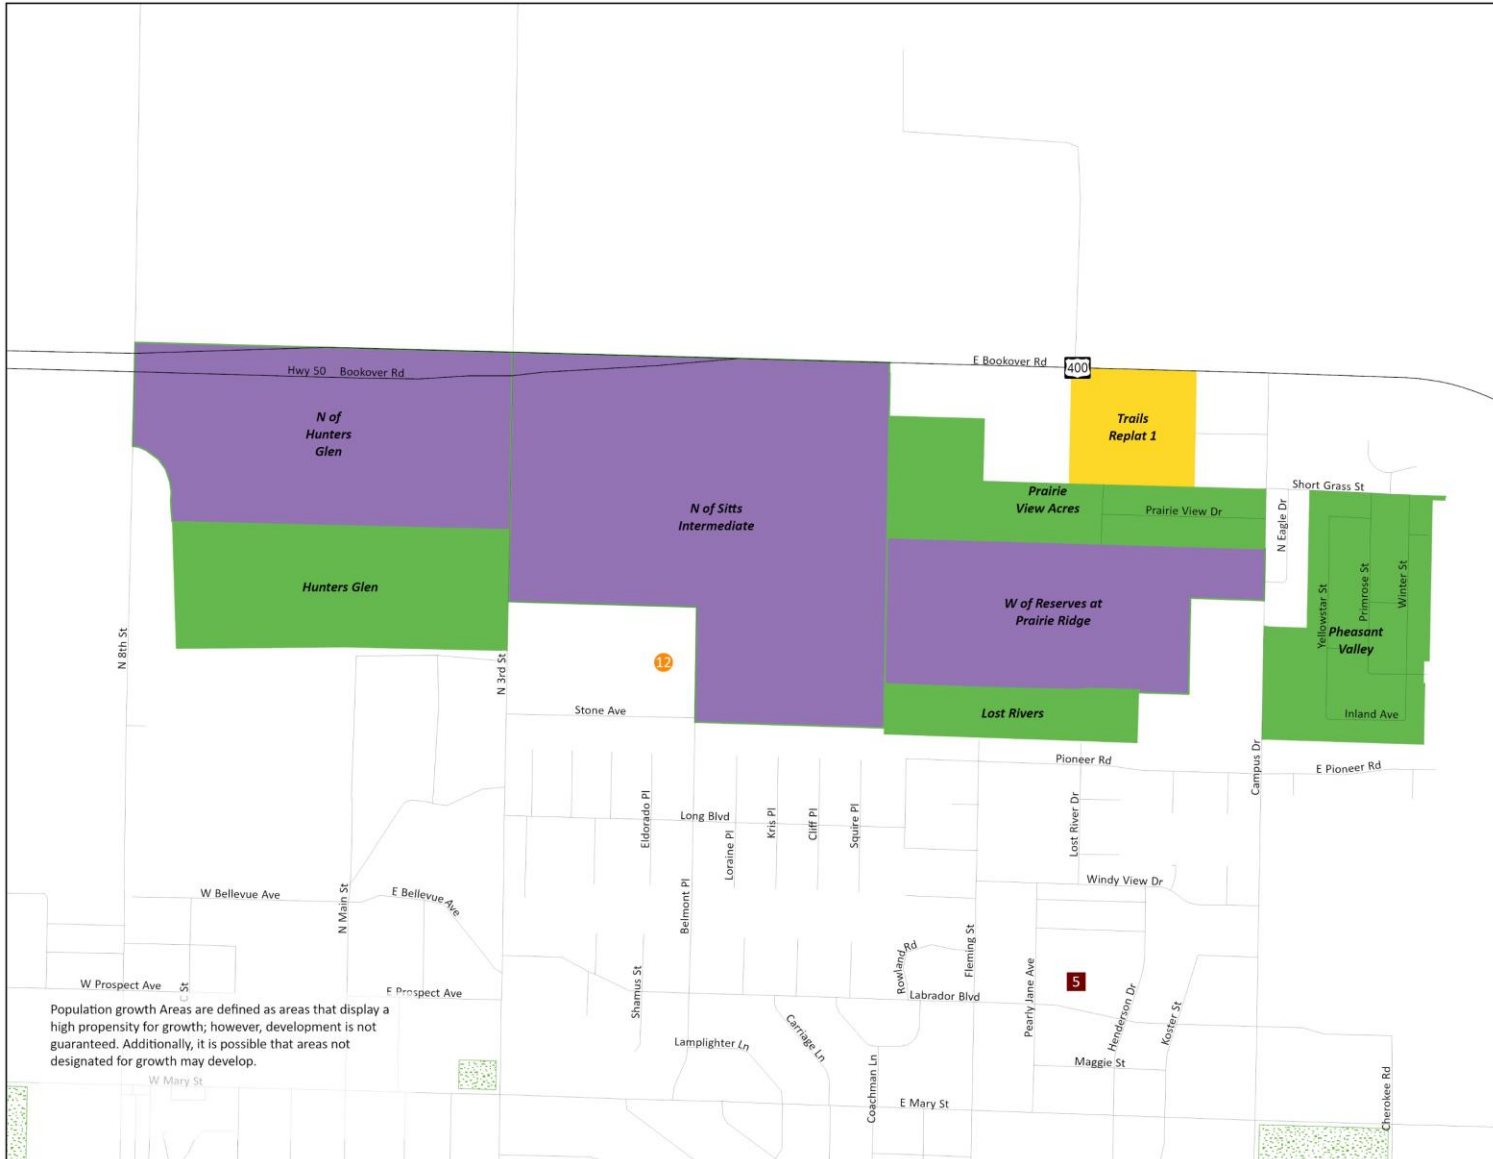 E Bookover Rd
400
Hwy 50 Bookover Rd
N of
Hunters
Glen
Trails
Replat 1
Short Grass St
Prairie
View Acres
Prairie View Dr
N of Sitts
Intermediate
N Eagle Dr
Hunters Glen
W of Reserves at
Prairie Ridge
Yellowstar St
Primrose St
Winter St
Pheasant
Valley
N 8th St
N 3rd St
12
Stone Ave
Lost Rivers
Inland Ave
Pioneer Rd
E Pioneer Rd
Campus Dr
Eldorado Pl
Long Blvd
Loraine Pl
Kris Pl
Cliff Pl
Squire Pl
Lost River Dr
Windy View Dr
W Bellevue Ave
N Main St
E Bellevue Ave
Belmont Pl
Fleming St
Rowland Rd
W Prospect Ave
C St
E Prospect Ave
Shamus St
Labrador Blvd
Pearly Jane Ave
5
Henderson Dr
Koster St
Population growth Areas are defined as areas that display a
high propensity for growth; however, development is not
guaranteed. Additionally, it is possible that areas not
designated for growth may develop.
Lamplighter Ln
Carriage Ln
Maggie St
W Mary St
Coachman Ln
E Mary St
Cherokee Rd